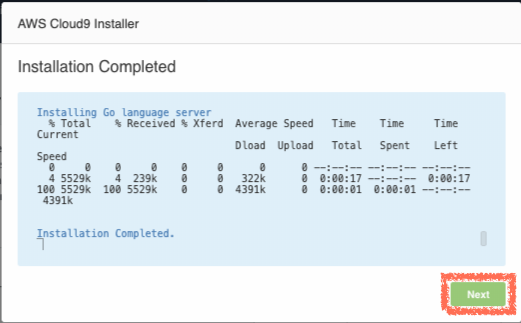 AWS Cloud9 Installer
Installation Completed
Installing Go language server
% Total % Received % Xferd Average Speed Time Time Time
Current
Dload Upload Total Spent Left
Speed
0 0 0 0 0 0 0 0 --:--:-- --:--:-- --:--:--
4 5529k 4 239k 0 0 322k 0 0:00:17 --:--:-- 0:00:17
100 5529k 100 5529k 0 0 4391k 0 0:00:01 0:00:01 --:--:--
4391k
Installation Completed.
Next